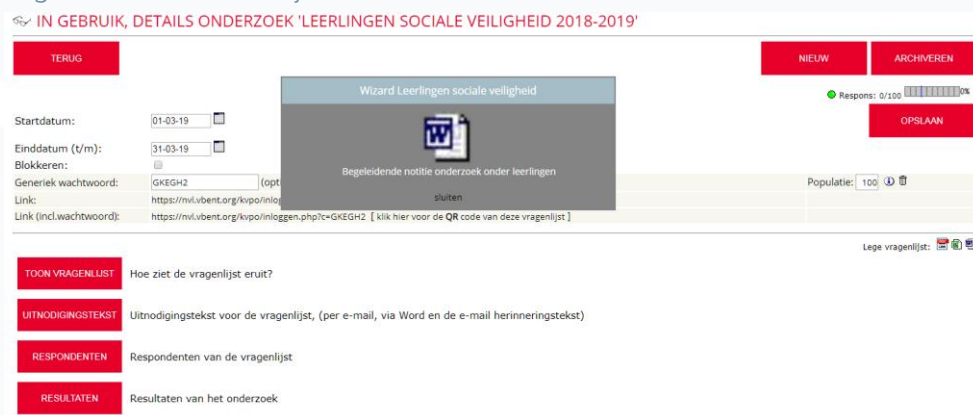 IN GEBRUIK, DETAILS ONDERZOEK 'LEERLINGEN SOCIALE VEILIGHEID 2018-2019'
TERUG
NIEUW
ARCHIVEREN
Wizard Leerlingen sociale veiligheid
Begeleidende notitie onderzoek onder leerlingen
sluiten
Respons: 0/100 0%
OPSLAAN
Startdatum: 01-03-19
Einddatum (t/m): 31-03-19
Blokkeren:
Generiek wachtwoord: GKEGH2 (opti
Populatie: 100
Link: https://nvl.vbent.org/kvpo/inlog
Link (incl.wachtwoord): https://nvl.vbent.org/kvpo/inloggen.php?c=GKEGH2 [ klik hier voor de QR code van deze vragenlijst ]
Lege vragenlijst:
TOON VRAGENLIJST Hoe ziet de vragenlijst eruit?
UITNODIGINGSTEKST Uitnodigingstekst voor de vragenlijst, (per e-mail, via Word en de e-mail herinneringstekst)
RESPONDENTEN Respondenten van de vragenlijst
RESULTATEN Resultaten van het onderzoek